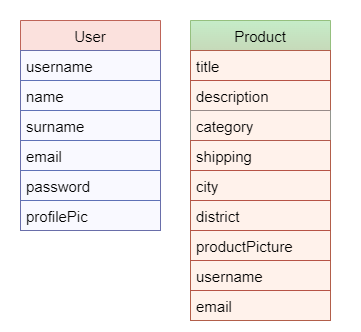 User
username
name
surname
email
password
profilePic
Product
title
description
category
shipping
city
district
productPicture
username
email